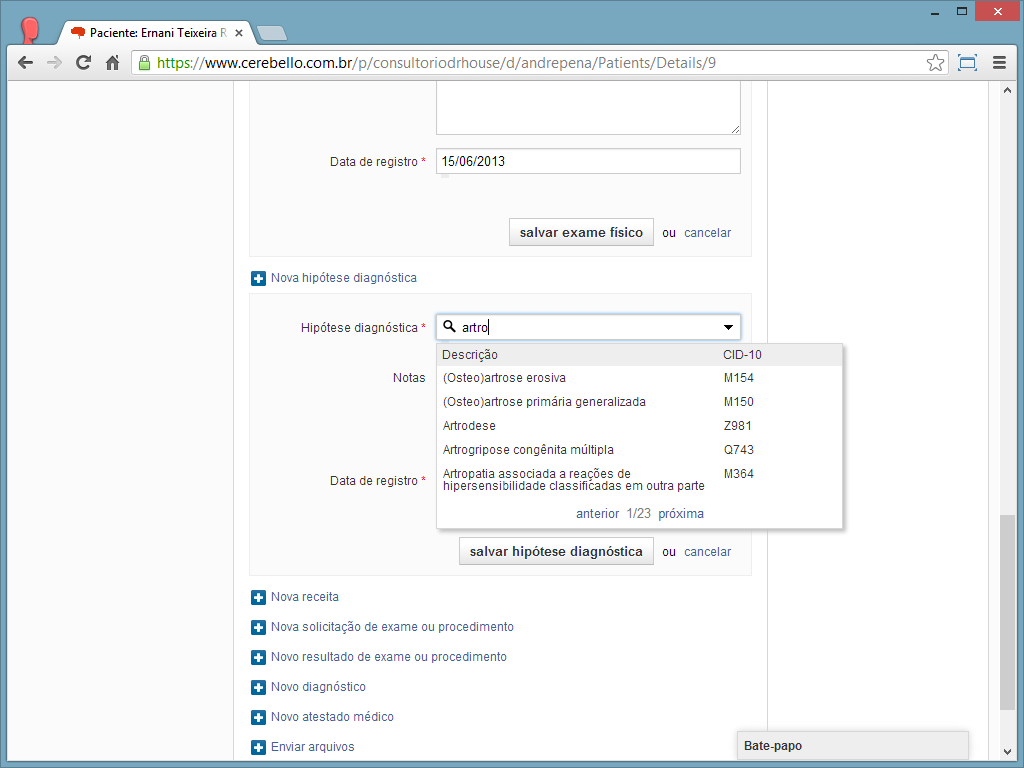 Paciente: Ernani Teixeira R
https://www.cerebello.com.br/p/consultoriodrhouse/d/andrepena/Patients/Details/9
Data de registro * 15/06/2013
salvar exame físico ou cancelar
Nova hipótese diagnóstica
Hipótese diagnóstica * artro
Descrição CID-10
Notas
(Osteo)artrose erosiva M154
(Osteo)artrose primária generalizada M150
Artrodese Z981
Artrogripose congênita múltipla Q743
Data de registro *
Artropatia associada a reações de M364
hipersensibilidade classificadas em outra parte
anterior 1/23 próxima
salvar hipótese diagnóstica ou cancelar
Nova receita
Nova solicitação de exame ou procedimento
Novo resultado de exame ou procedimento
Novo diagnóstico
Novo atestado médico
Enviar arquivos
Bate-papo